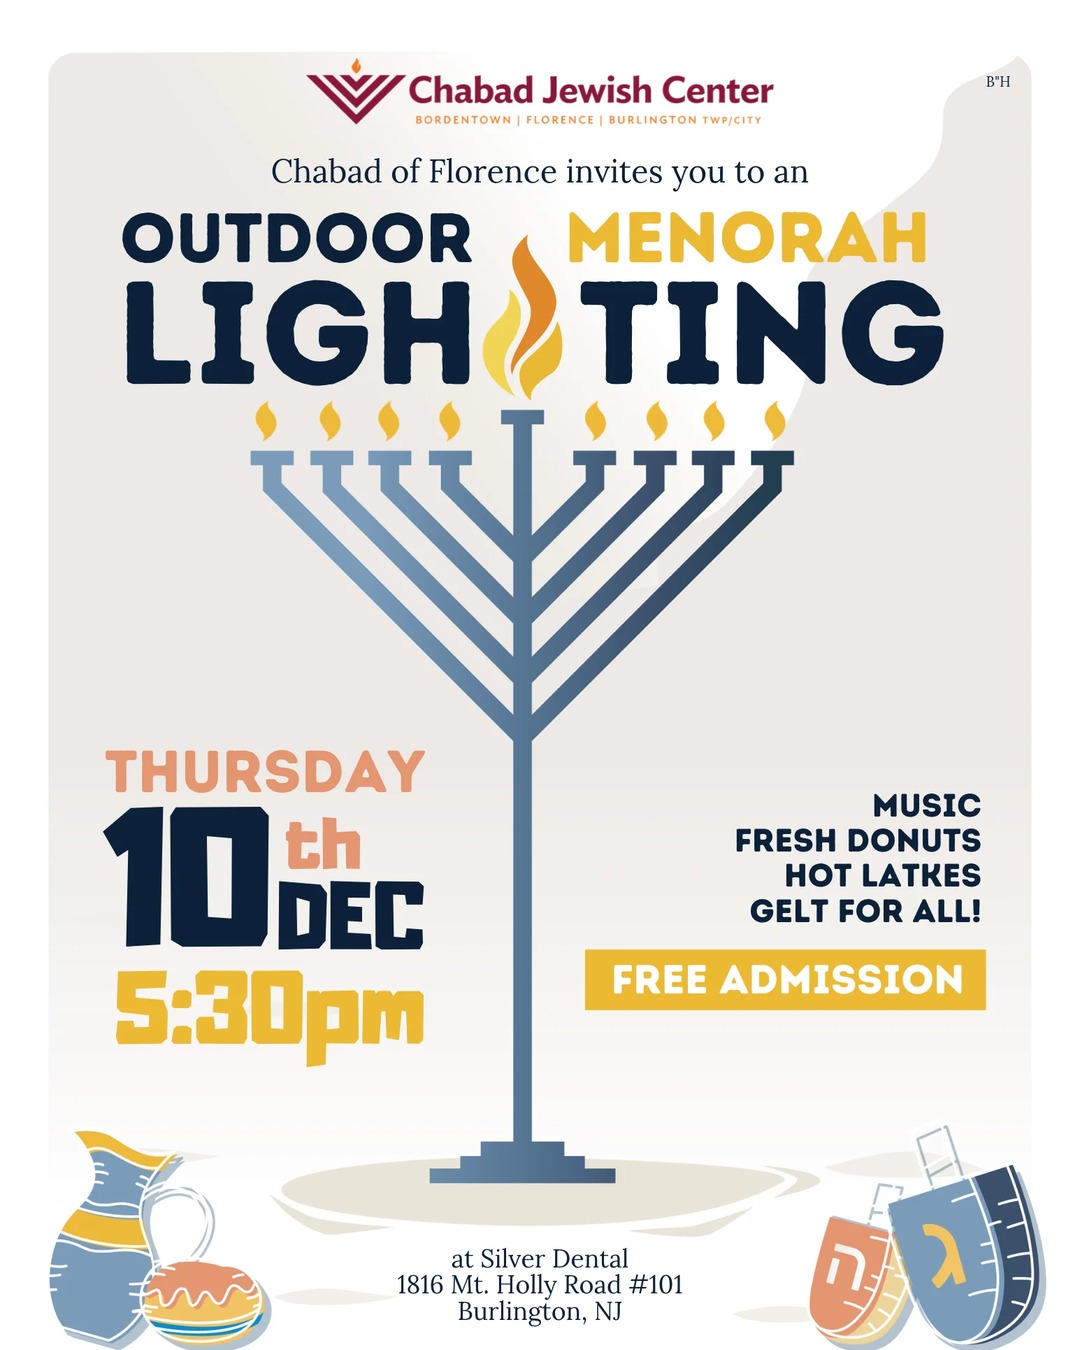 B"H
Chabad Jewish Center
BORDENTOWN | FLORENCE | BURLINGTON TWP/CITY
Chabad of Florence invites you to an
OUTDOOR MENORAH
LIGHTING
THURSDAY
10th
DEC
5:30pm
MUSIC
FRESH DONUTS
HOT LATKES
GELT FOR ALL!
FREE ADMISSION
ה
ג
at Silver Dental
1816 Mt. Holly Road #101
Burlington, NJ